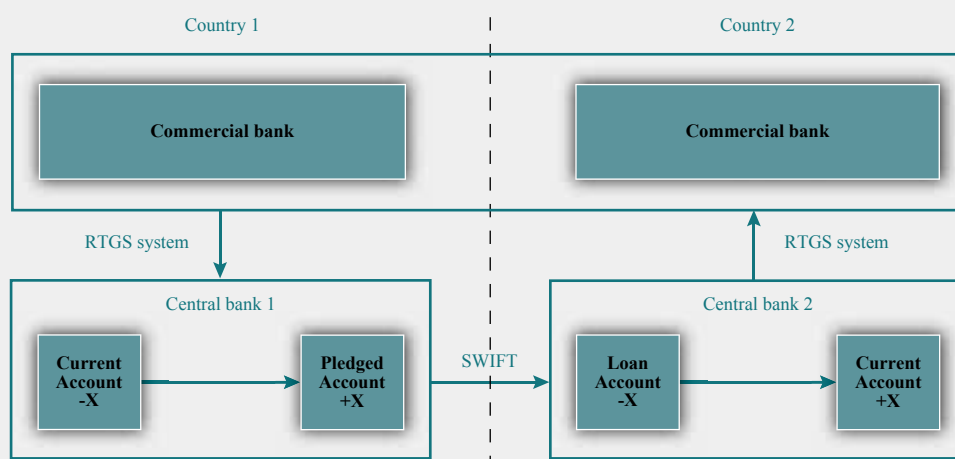 Country 1
Country 2
Commercial bank
Commercial bank
RTGS system
RTGS system
Central bank 1
Central bank 2
Current
Account
-X
Pledged
Account
+X
SWIFT
Loan
Account
-X
Current
Account
+X